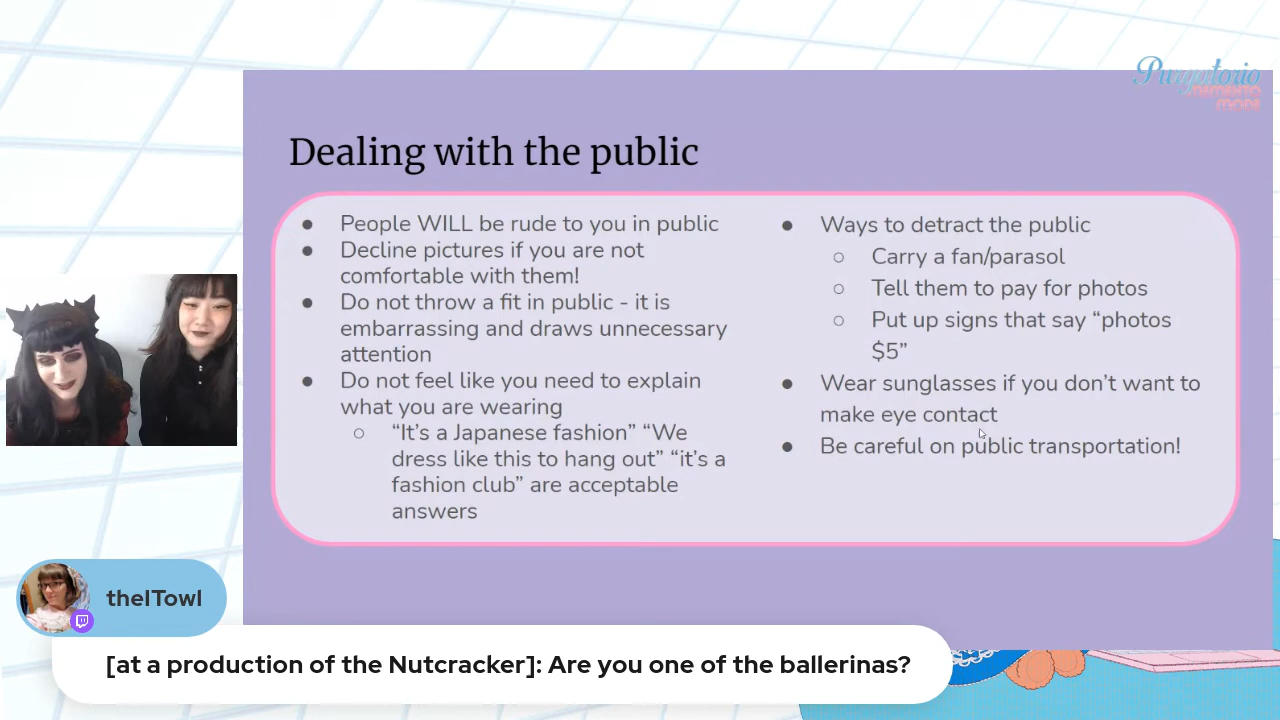 Purgatorio
MEMENTO
MORI
Dealing with the public
● People WILL be rude to you in public
● Decline pictures if you are not
comfortable with them!
● Do not throw a fit in public - it is
embarrassing and draws unnecessary
attention
● Do not feel like you need to explain
what you are wearing
○ “It’s a Japanese fashion” “We
dress like this to hang out” “it’s a
fashion club” are acceptable
answers
● Ways to detract the public
○ Carry a fan/parasol
○ Tell them to pay for photos
○ Put up signs that say “photos
$5”
● Wear sunglasses if you don’t want to
make eye contact
● Be careful on public transportation!
theITowl
[at a production of the Nutcracker]: Are you one of the ballerinas?